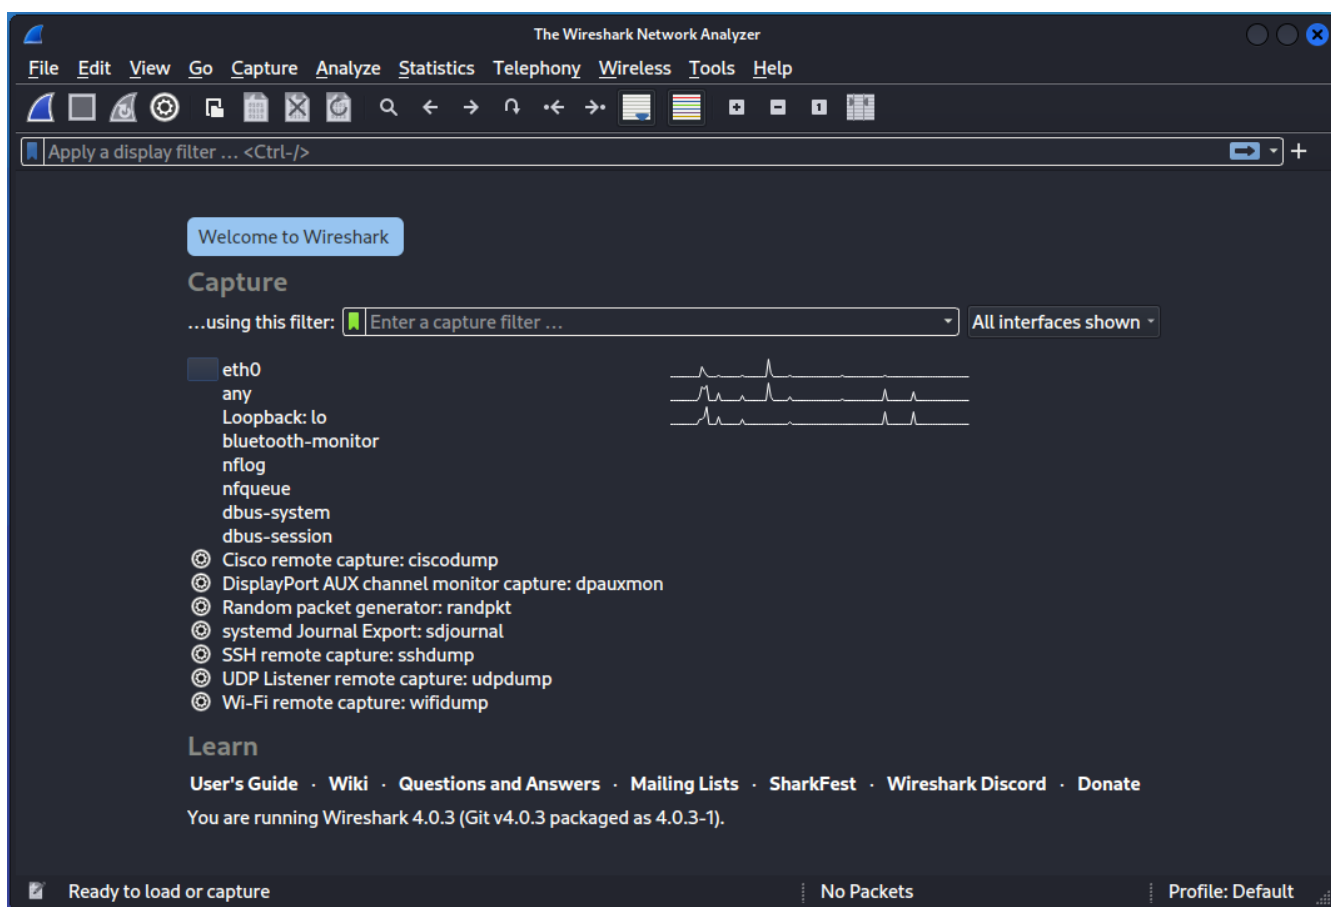 The Wireshark Network Analyzer
File Edit View Go Capture Analyze Statistics Telephony Wireless Tools Help
1
Apply a display filter … <Ctrl-/>
+
Welcome to Wireshark
Capture
…using this filter: Enter a capture filter … All interfaces shown
eth0
any
Loopback: lo
bluetooth-monitor
nflog
nfqueue
dbus-system
dbus-session
Cisco remote capture: ciscodump
DisplayPort AUX channel monitor capture: dpauxmon
Random packet generator: randpkt
systemd Journal Export: sdjournal
SSH remote capture: sshdump
UDP Listener remote capture: udpdump
Wi-Fi remote capture: wifidump
Learn
User's Guide · Wiki · Questions and Answers · Mailing Lists · SharkFest · Wireshark Discord · Donate
You are running Wireshark 4.0.3 (Git v4.0.3 packaged as 4.0.3-1).
Ready to load or capture No Packets Profile: Default